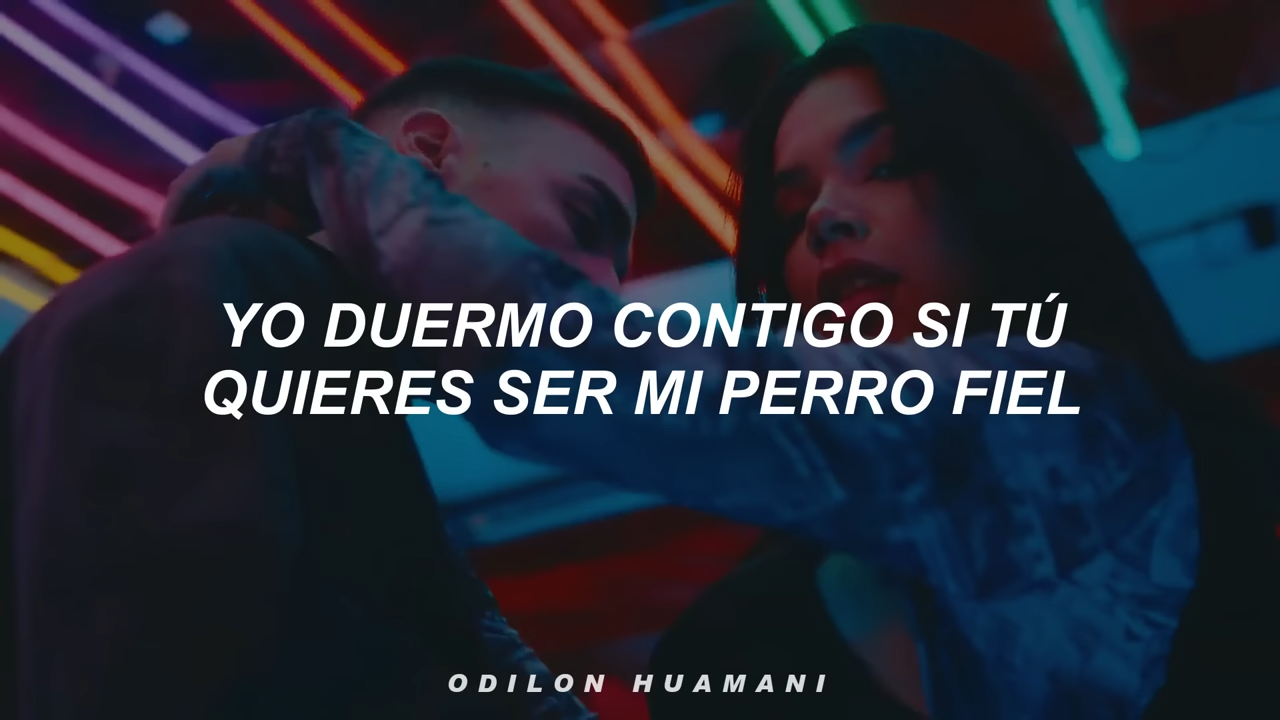 YO DUERMO CONTIGO SI TÚ
QUIERES SER MI PERRO FIEL
ODILON HUAMANI